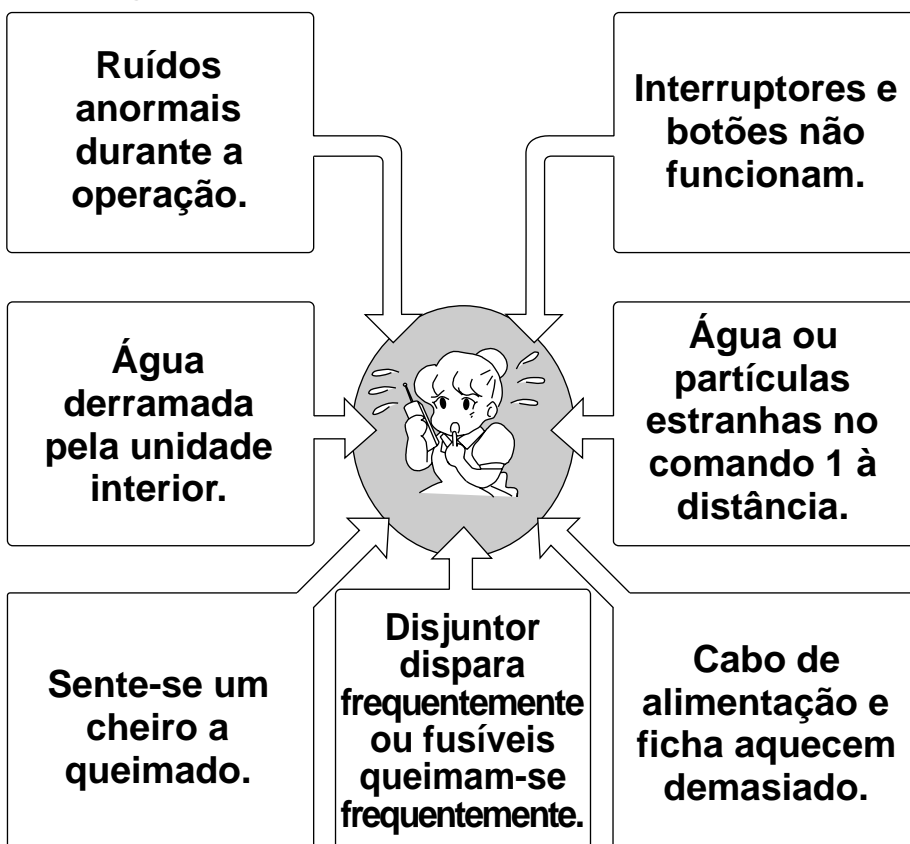 Ruídos
anormais
durante a
operação.
Interruptores e
botões não
funcionam.
Água
derramada
pela unidade
interior.
Água ou
partículas
estranhas no
comando 1 à
distância.
Sente-se um
cheiro a
queimado.
Disjuntor
dispara
frequentemente
ou fusíveis
queimam-se
frequentemente.
Cabo de
alimentação e
ficha aquecem
demasiado.